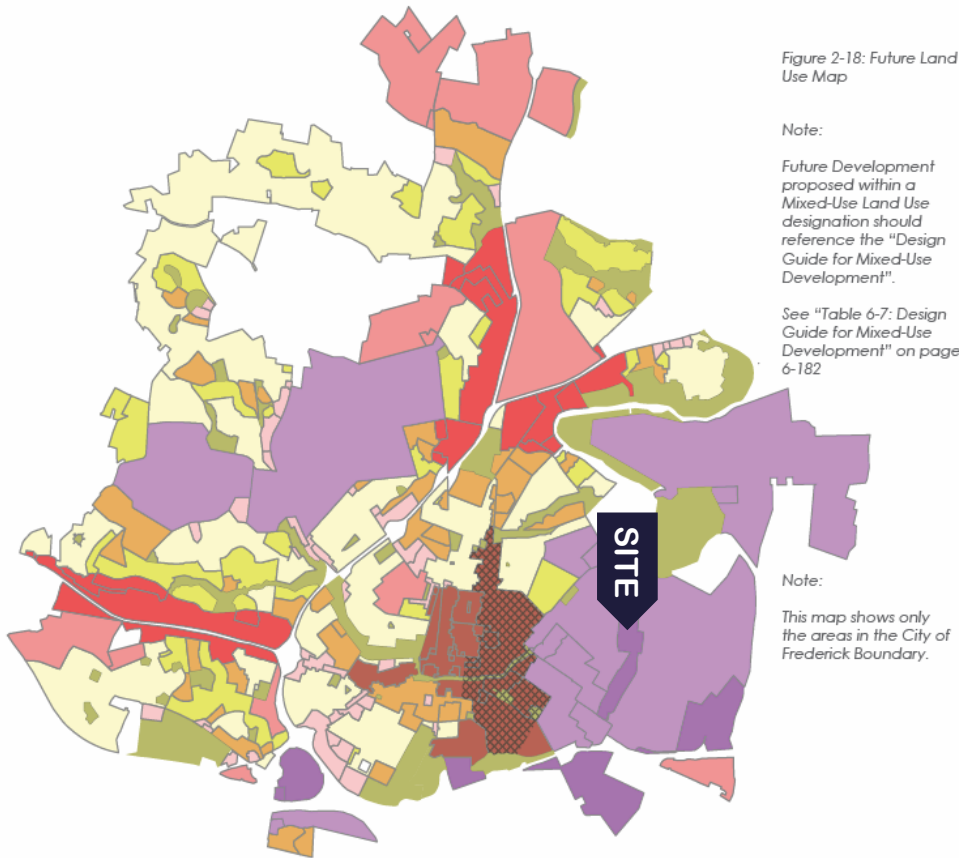 Figure 2-18: Future Land
Use Map
Note:
Future Development
proposed within a
Mixed-Use Land Use
designation should
reference the “Design
Guide for Mixed-Use
Development”.
See “Table 6-7: Design
Guide for Mixed-Use
Development” on page
6-182
SITE
Note:
This map shows only
the areas in the City of
Frederick Boundary.